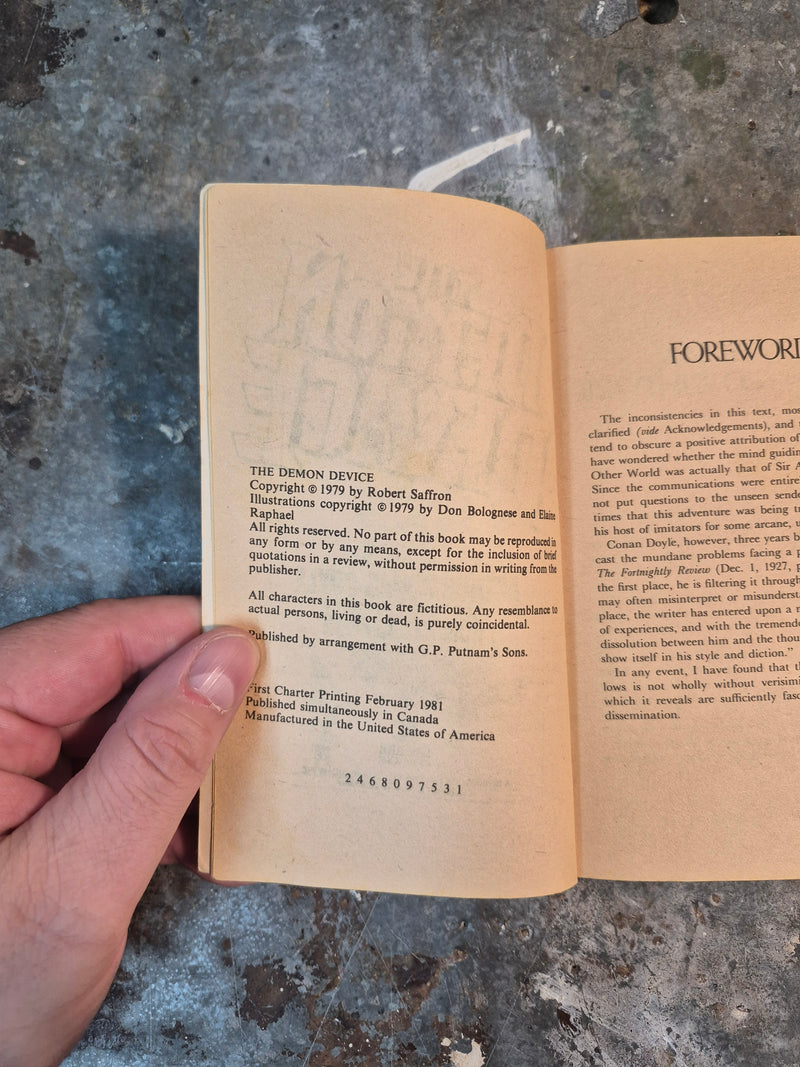 THE DEMON DEVICE
Copyright © 1979 by Robert Saffron
Illustrations copyright © 1979 by Don Bolognese and Elaine
Raphael
All rights reserved. No part of this book may be reproduced in
any form or by any means, except for the inclusion of brief
quotations in a review, without permission in writing from the
publisher.
All characters in this book are fictitious. Any resemblance to
actual persons, living or dead, is purely coincidental.
Published by arrangement with G.P. Putnam's Sons.
First Charter Printing February 1981
Published simultaneously in Canada
Manufactured in the United States of America
2 4 6 8 0 9 7 5 3 1
FOREWORD
The inconsistencies in this text,
clarified (vide Acknowledgements), and
tend to obscure a positive attribution of
have wondered whether the mind
Other World was actually that of Sir
Since the communications were
not put questions to the unseen
times that this adventure was being
his host of imitators for some arcane,
Conan Doyle, however, three years
cast the mundane problems facing a
The Fortnightly Review (Dec. 1, 1927,
the first place, he is filtering it through
may often misinterpret or
place, the writer has entered upon a
of experiences, and with the
dissolution between him and the
show itself in his style and diction."
In any event, I have found that
lows is not wholly without
which it reveals are sufficiently
dissemination.